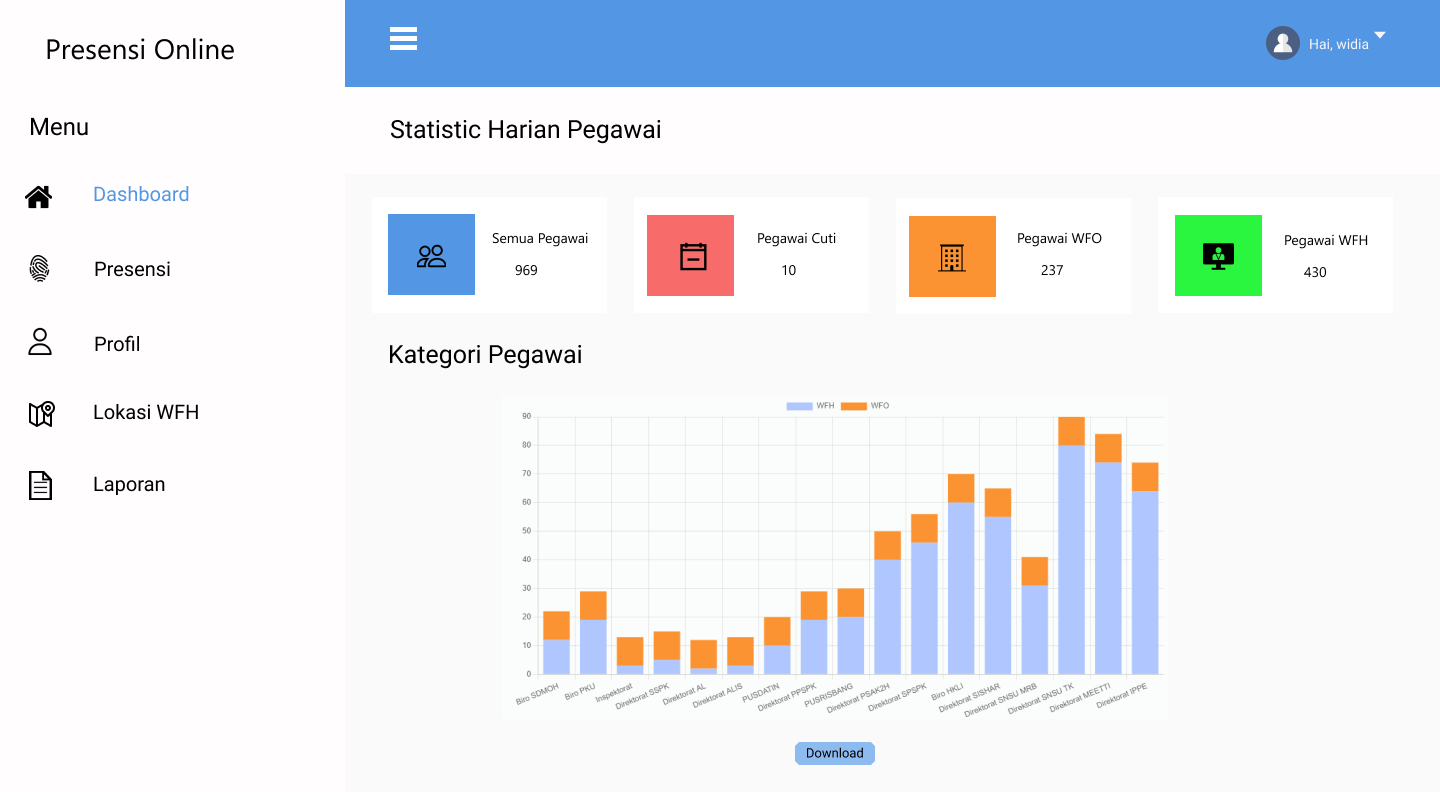 Presensi Online
Hai, widia
Menu
Statistic Harian Pegawai
Dashboard
Presensi
Profil
Lokasi WFH
Laporan
Semua Pegawai
969
Pegawai Cuti
10
Pegawai WFO
237
Pegawai WFH
430
Kategori Pegawai
WFH WFO
90
80
70
60
50
40
30
20
10
0
Biro SDMOH
Biro PKU
Inspektorat
Direktorat SSPK
Direktorat AL
Direktorat ALIS
PUSDATIN
Direktorat PPSPK
PUSRISBANG
Direktorat PSAK2H
Direktorat SPSPK
Biro HKLI
Direktorat SISHAR
Direktorat SNSU MRB
Direktorat SNSU TK
Direktorat MEETTI
Direktorat IPPE
Download